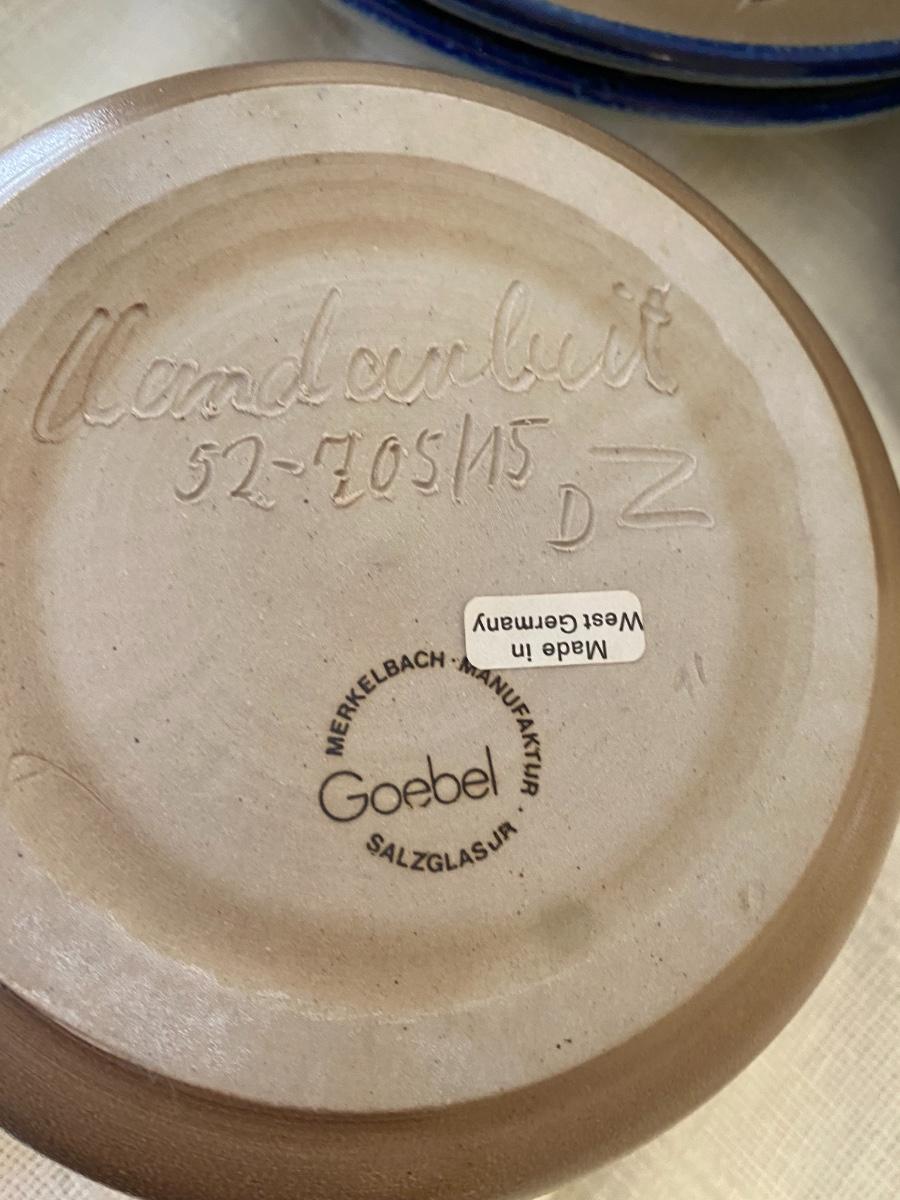 Handarbeit
52-705/15
D Z
Made in
West Germany
MERKELBACH · MANUFAKTUR ·
Goebel
SALZGLASUR